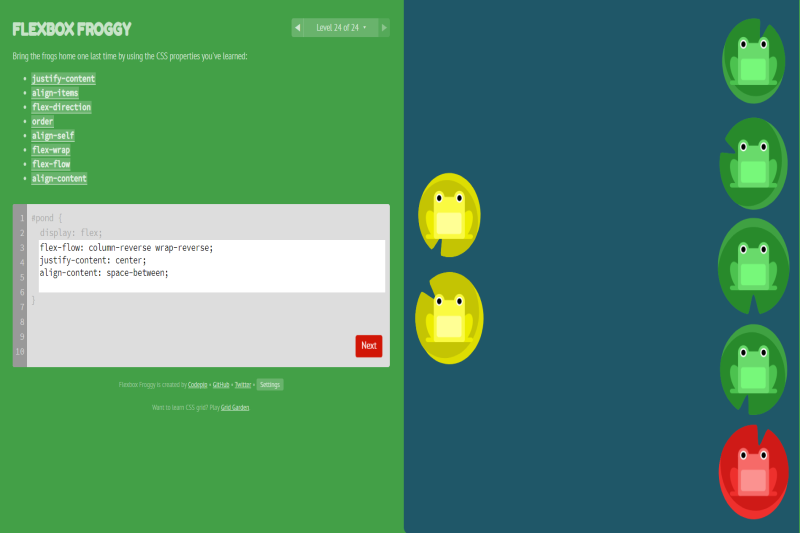 FLEXBOX FROGGY
◀ Level 24 of 24 ▾ ▶
Bring the frogs home one last time by using the CSS properties you've learned:
• justify-content
• align-items
• flex-direction
• order
• align-self
• flex-wrap
• flex-flow
• align-content
1 #pond {
2 display: flex;
3 flex-flow: column-reverse wrap-reverse;
4 justify-content: center;
5 align-content: space-between;
6
7 }
8
9
10
Next
Flexbox Froggy is created by Codepip • GitHub • Twitter • Settings
Want to learn CSS grid? Play Grid Garden.